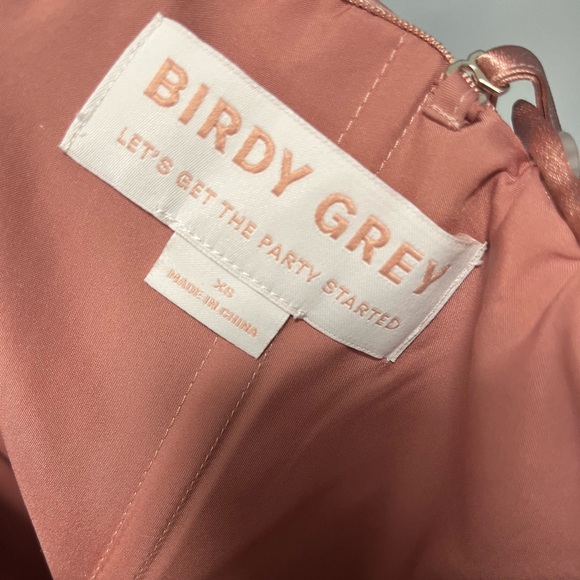 BIRDY GREY
LET'S GET THE PARTY STARTED
XS
MADE IN CHINA